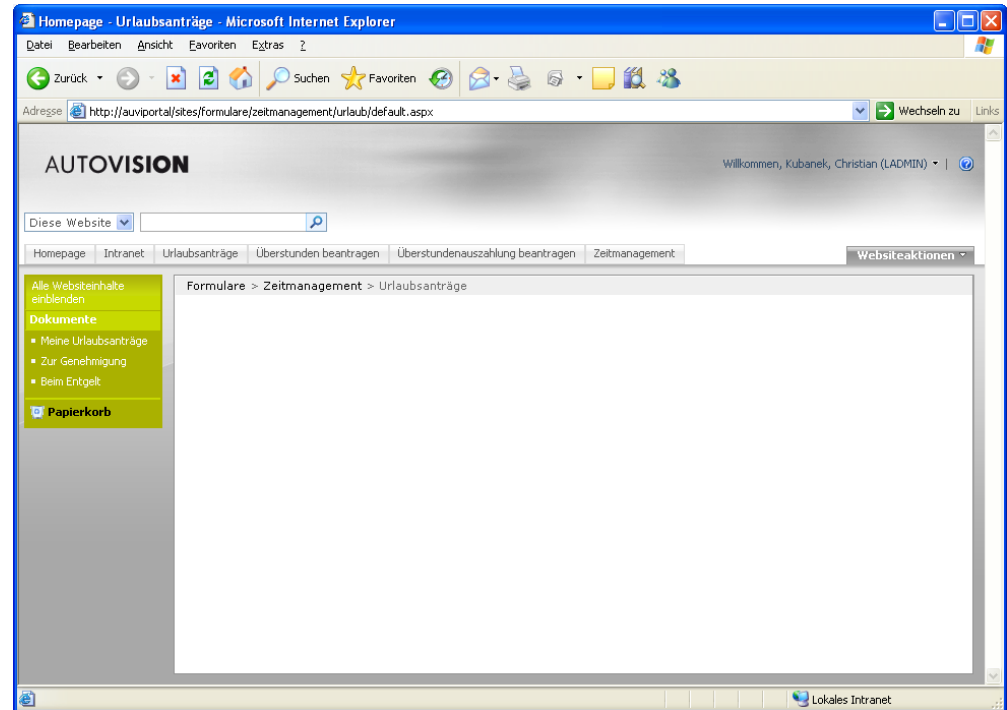 Homepage - Urlaubsanträge - Microsoft Internet Explorer
Datei Bearbeiten Ansicht Favoriten Extras ?
Zurück Suchen Favoriten
Adresse http://auviportal/sites/formulare/zeitmanagement/urlaub/default.aspx Wechseln zu Links
AUTOVISION
Willkommen, Kubanek, Christian (LADMIN) | ?
Diese Website
Homepage Intranet Urlaubsanträge Überstunden beantragen Überstundenauszahlung beantragen Zeitmanagement Websiteaktionen
Alle Websiteinhalte
einblenden
Formulare > Zeitmanagement > Urlaubsanträge
Dokumente
Meine Urlaubsanträge
Zur Genehmigung
Beim Entgelt
Papierkorb
Lokales Intranet